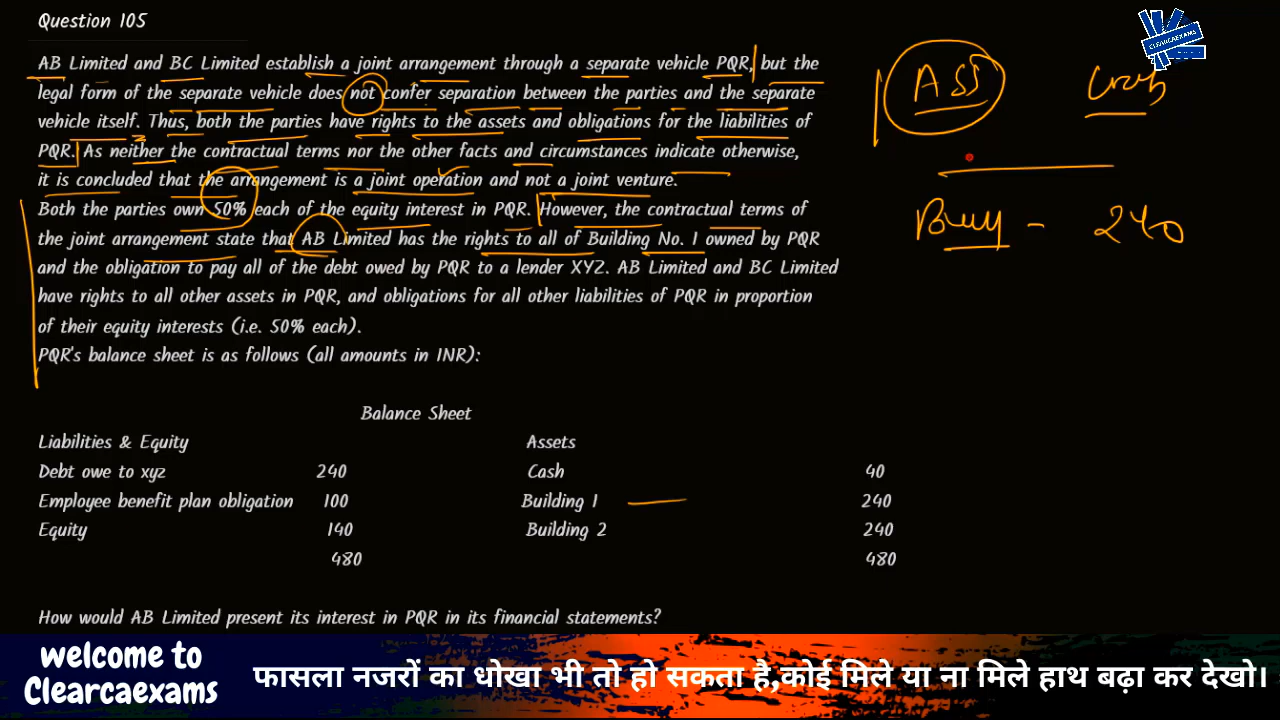 Question 105
CLEARCAEXAMS
AB Limited and BC Limited establish a joint arrangement through a separate vehicle PQR, but the
legal form of the separate vehicle does not confer separation between the parties and the separate
vehicle itself. Thus, both the parties have rights to the assets and obligations for the liabilities of
PQR. As neither the contractual terms nor the other facts and circumstances indicate otherwise,
it is concluded that the arrangement is a joint operation and not a joint venture.
Both the parties own 50% each of the equity interest in PQR. However, the contractual terms of
the joint arrangement state that AB Limited has the rights to all of Building No. 1 owned by PQR
and the obligation to pay all of the debt owed by PQR to a lender XYZ. AB Limited and BC Limited
have rights to all other assets in PQR, and obligations for all other liabilities of PQR in proportion
of their equity interests (i.e. 50% each).
PQR's balance sheet is as follows (all amounts in INR):
ASS
240
Balance Sheet
Liabilities & Equity Assets
Debt owe to xyz 240 Cash 40
Employee benefit plan obligation 100 Building 1 240
Equity 140 Building 2 240
480 480
How would AB Limited present its interest in PQR in its financial statements?
welcome to
Clearcaexams
फासला नजरों का धोखा भी तो हो सकता है,कोई मिले या ना मिले हाथ बढ़ा कर देखो।